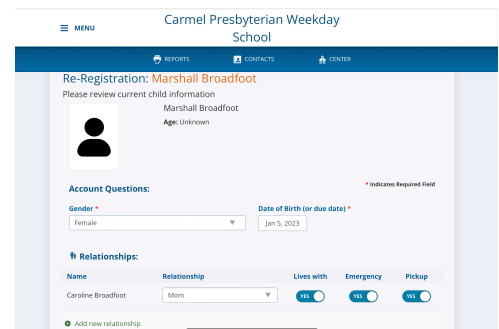 MENU
Carmel Presbyterian Weekday
School
REPORTS CONTACTS CENTER
Re-Registration: Marshall Broadfoot
Please review current child information
Marshall Broadfoot
Age: Unknown
* Indicates Required Field
Account Questions:
Gender * Date of Birth (or due date) *
Female Jan 5, 2023
Relationships:
Name Relationship Lives with Emergency Pickup
Caroline Broadfoot Mom YES YES YES
Add new relationship